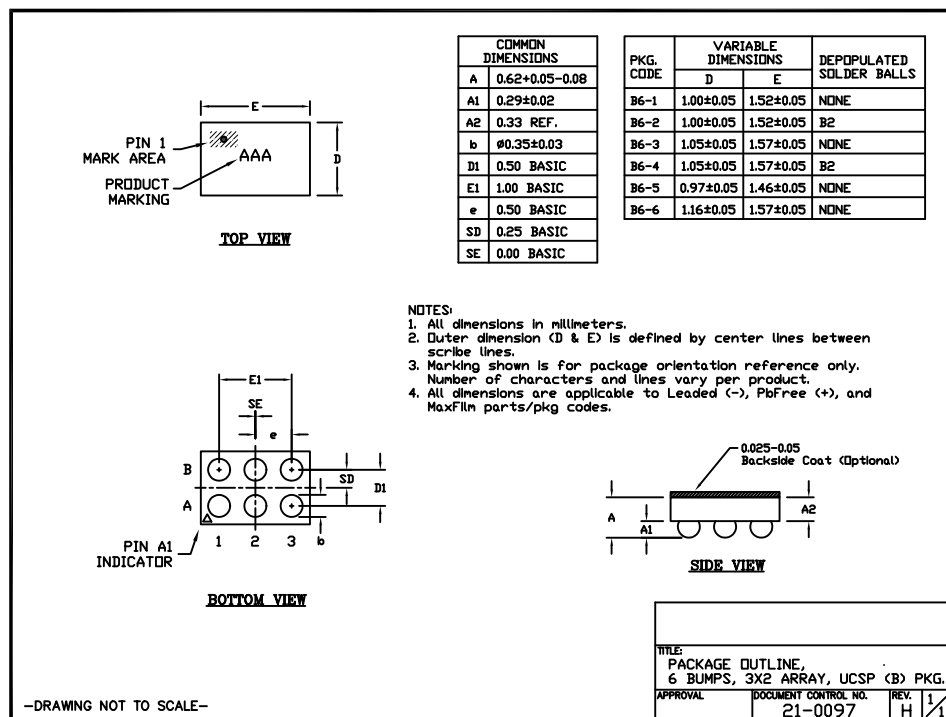 COMMON
DIMENSIONS
A 0.62+0.05-0.08
A1 0.29±0.02
A2 0.33 REF.
b ø0.35±0.03
D1 0.50 BASIC
E1 1.00 BASIC
e 0.50 BASIC
SD 0.25 BASIC
SE 0.00 BASIC
PKG. CODE VARIABLE DIMENSIONS DEPOPULATED SOLDER BALLS
D E
B6-1 1.00±0.05 1.52±0.05 NONE
B6-2 1.00±0.05 1.52±0.05 B2
B6-3 1.05±0.05 1.57±0.05 NONE
B6-4 1.05±0.05 1.57±0.05 B2
B6-5 0.97±0.05 1.46±0.05 NONE
B6-6 1.16±0.05 1.57±0.05 NONE
E
PIN 1
MARK AREA
AAA
D
PRODUCT
MARKING
TOP VIEW
NOTES:
1. All dimensions in millimeters.
2. Outer dimension (D & E) is defined by center lines between
scribe lines.
3. Marking shown is for package orientation reference only.
Number of characters and lines vary per product.
4. All dimensions are applicable to Leaded (-), PbFree (+), and
MaxFilm parts/pkg codes.
E1
SE
e
B
SD
D1
A
1 2 3 b
PIN A1
INDICATOR
BOTTOM VIEW
0.025-0.05
Backside Coat (Optional)
A
A1
A2
SIDE VIEW
TITLE:
PACKAGE OUTLINE,
6 BUMPS, 3X2 ARRAY, UCSP (B) PKG.
APPROVAL DOCUMENT CONTROL NO. REV.
21-0097 H 1/1
-DRAWING NOT TO SCALE-